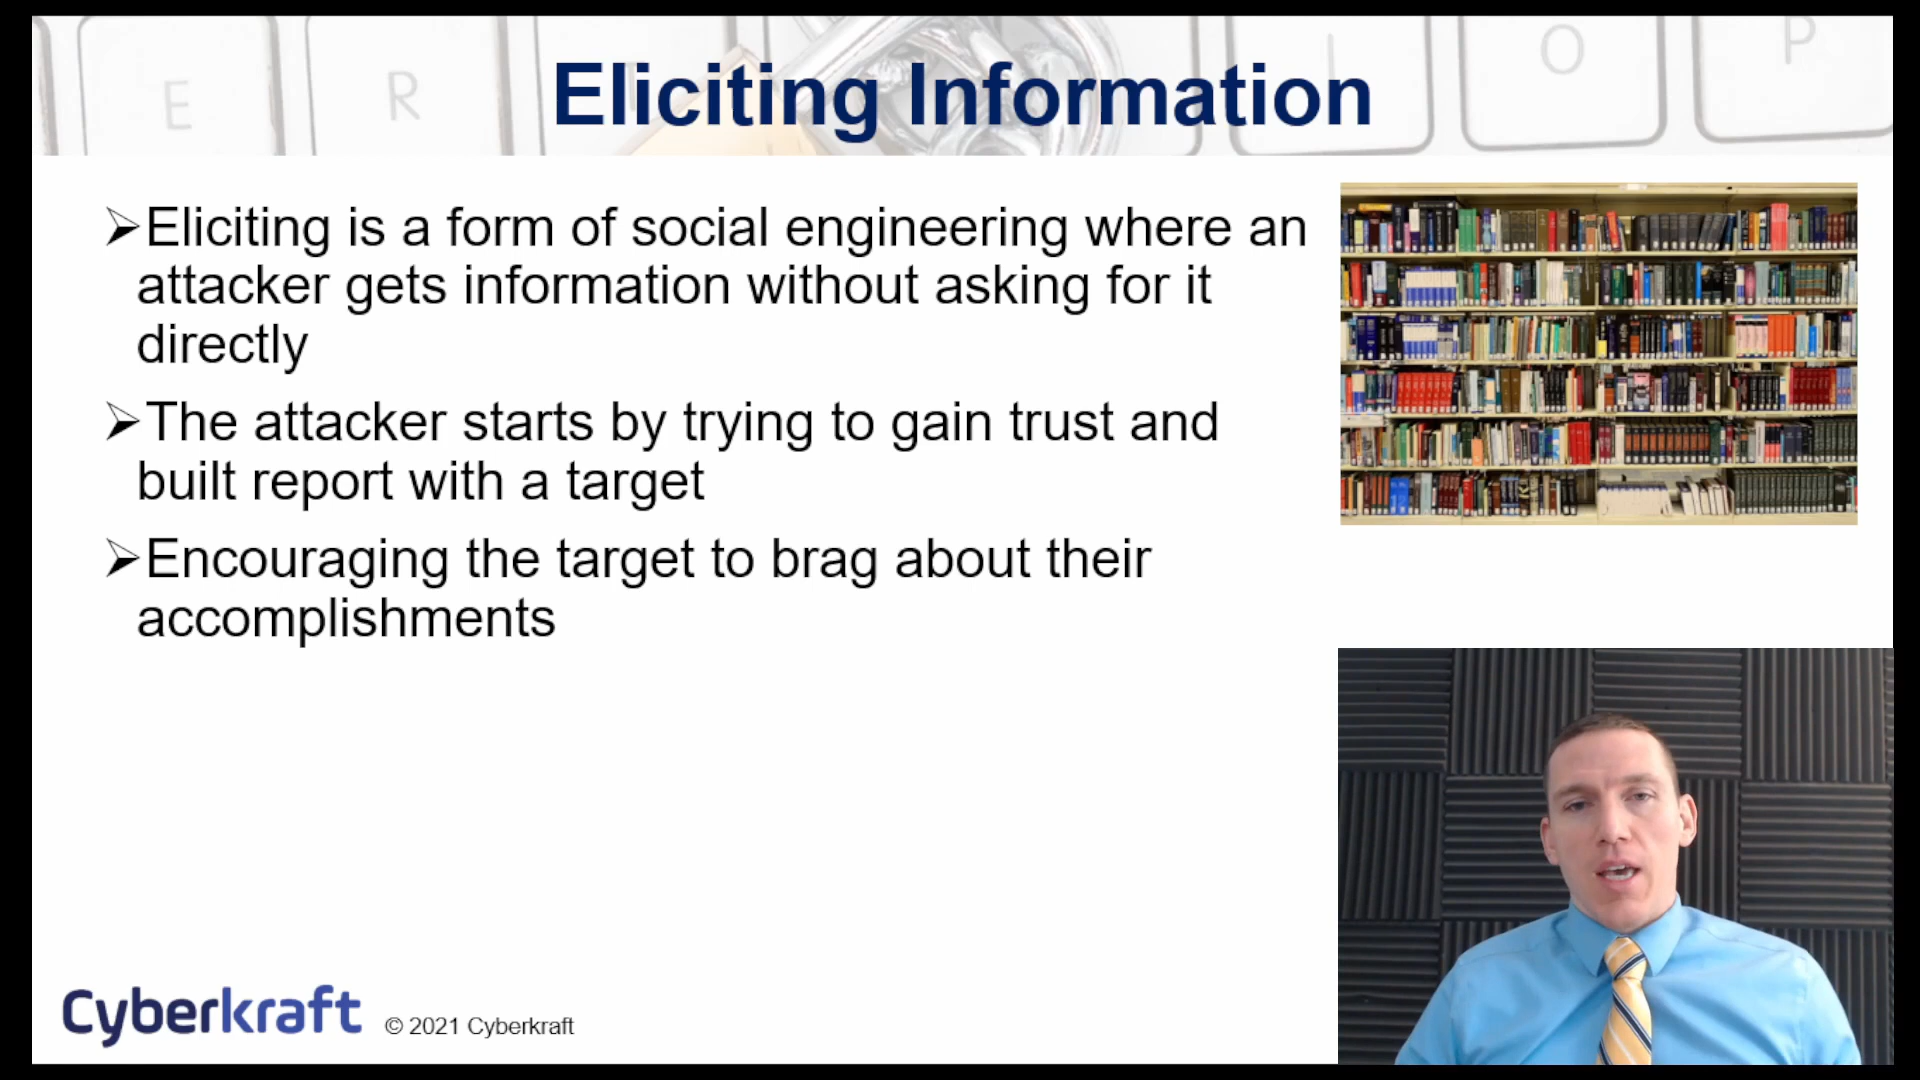 E R I O P
Eliciting Information
➢Eliciting is a form of social engineering where an
attacker gets information without asking for it
directly
➢The attacker starts by trying to gain trust and
built report with a target
➢Encouraging the target to brag about their
accomplishments
Cyberkraft © 2021 Cyberkraft